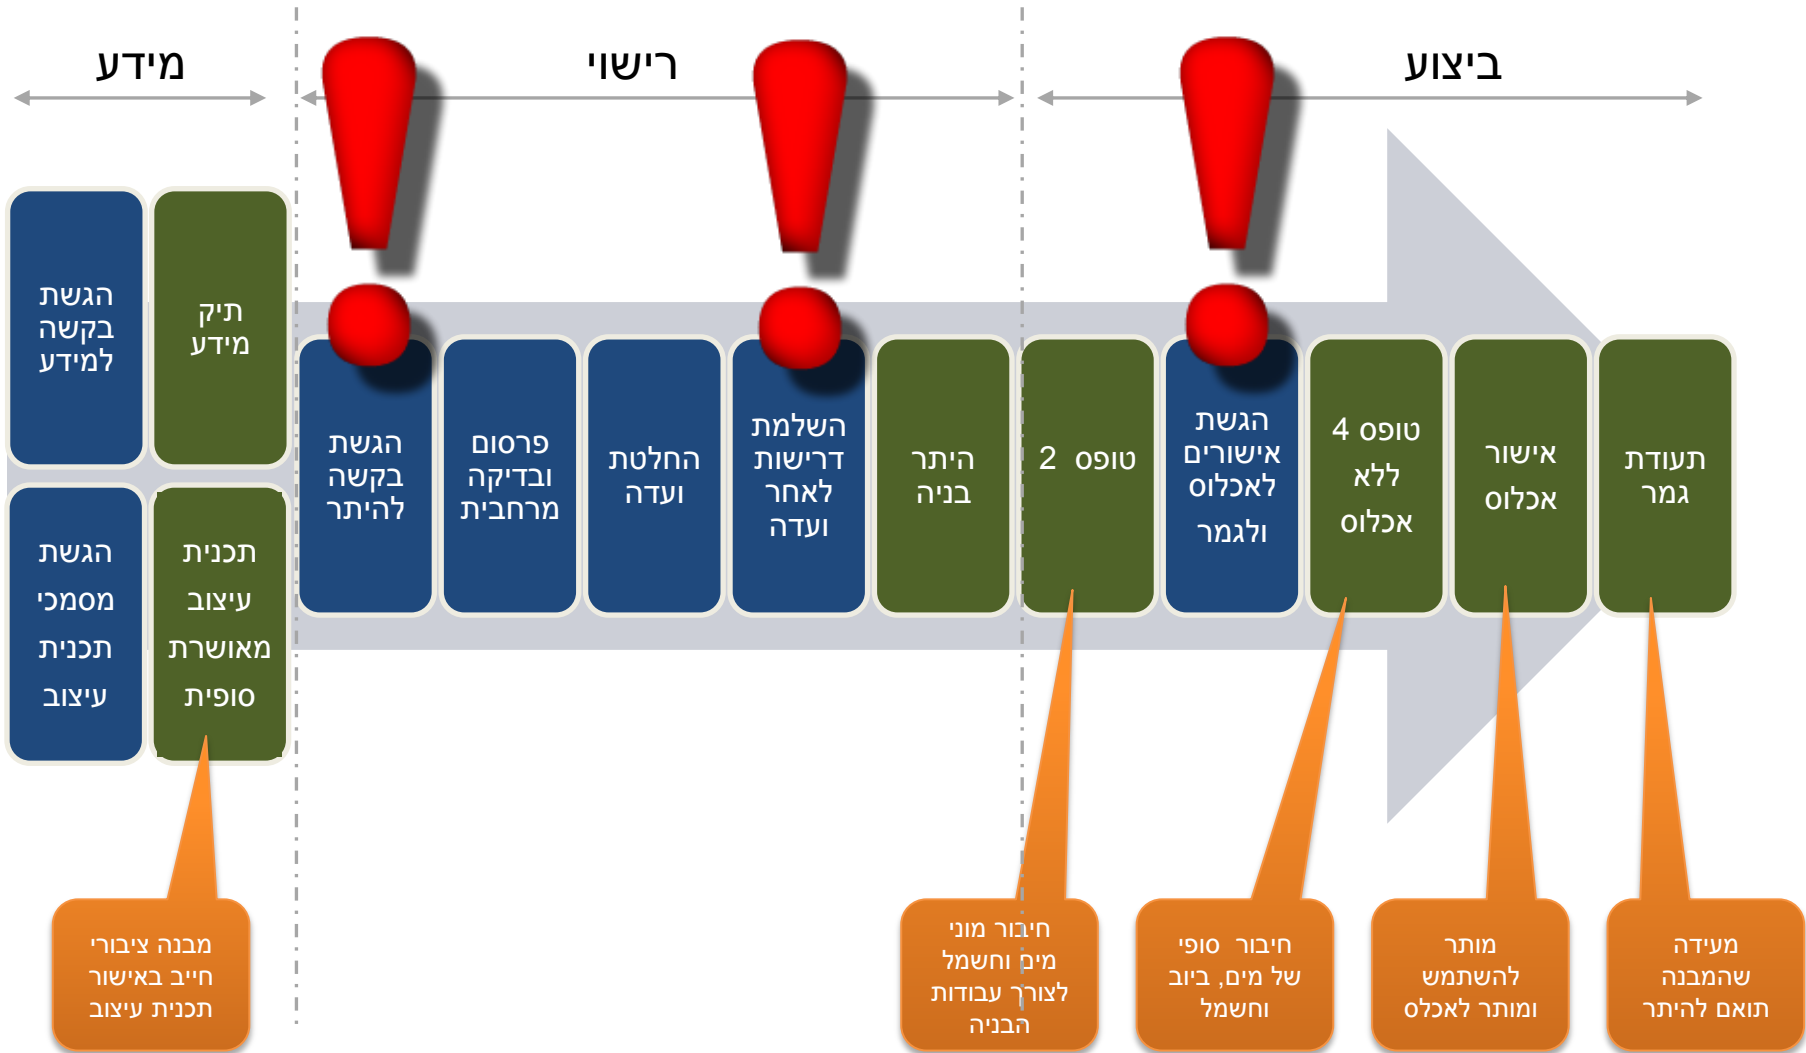 מידע
רישוי
ביצוע
הגשת
בקשה
למידע
תיק
מידע
הגשת
מסמכי
תכנית
עיצוב
תכנית
עיצוב
מאושרת
סופית
הגשת
בקשה
להיתר
פרסום
ובדיקה
מרחבית
החלטת
ועדה
השלמת
דרישות
לאחר
ועדה
היתר
בניה
טופס 2
הגשת
אישורים
לאכלוס
ולגמר
טופס 4
ללא
אכלוס
אישור
אכלוס
תעודת
גמר
מבנה ציבורי
חייב באישור
תכנית עיצוב
חיבור מוני
מים וחשמל
לצורך עבודות
הבניה
חיבור סופי
של מים, ביוב
וחשמל
מותר
להשתמש
ומותר לאכלס
מעידה
שהמבנה
תואם להיתר